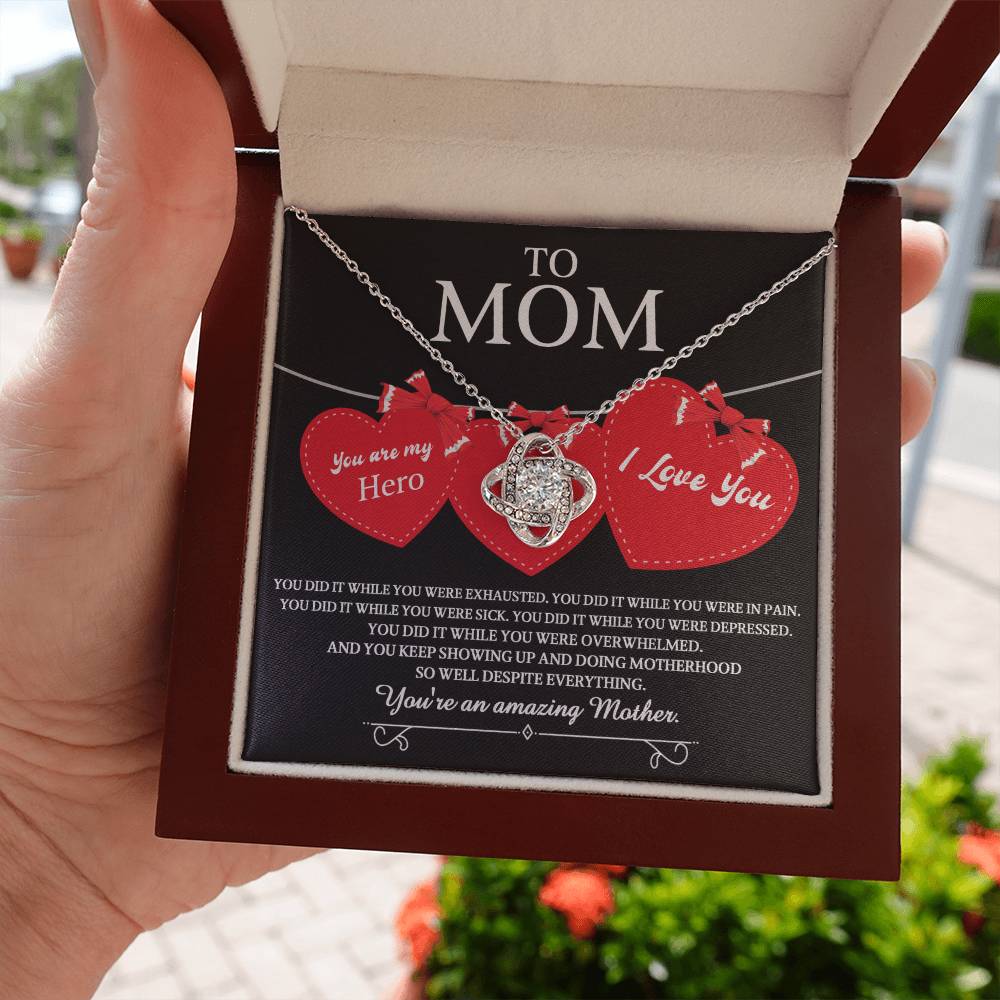 TO
MOM
You are my
Hero
I Love You
YOU DID IT WHILE YOU WERE EXHAUSTED. YOU DID IT WHILE YOU WERE IN PAIN.
YOU DID IT WHILE YOU WERE SICK. YOU DID IT WHILE YOU WERE DEPRESSED.
YOU DID IT WHILE YOU WERE OVERWHELMED.
AND YOU KEEP SHOWING UP AND DOING MOTHERHOOD
SO WELL DESPITE EVERYTHING.
You're an amazing Mother.